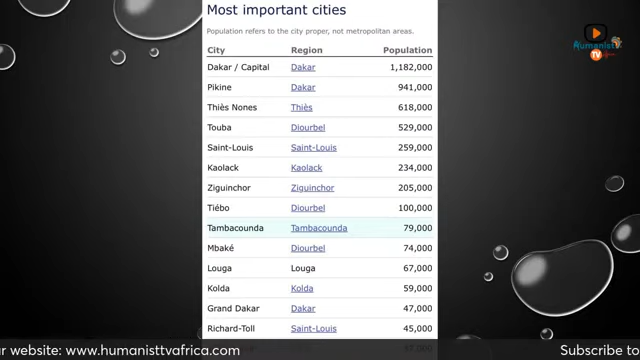 Most important cities
Population refers to the city proper, not metropolitan areas.
City Region Population
Dakar / Capital Dakar 1,182,000
Pikine Dakar 941,000
Thiès Nones Thiès 618,000
Touba Diourbel 529,000
Saint-Louis Saint-Louis 259,000
Kaolack Kaolack 234,000
Ziguinchor Ziguinchor 205,000
Tiébo Diourbel 100,000
Tambacounda Tambacounda 79,000
Mbaké Diourbel 74,000
Louga Louga 67,000
Kolda Kolda 59,000
Grand Dakar Dakar 47,000
Richard-Toll Saint-Louis 45,000
Humanist
TV
r website: www.humanisttvafrica.com
Subscribe to